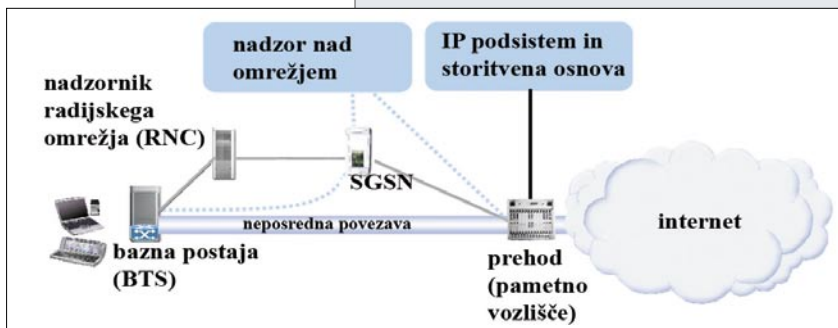 nadzor nad
omrežjem
IP podsistem in
storitvena osnova
nadzornik
radijskega
omrežja (RNC)
SGSN
neposredna povezava
internet
bazna postaja
(BTS)
prehod
(pametno
vozlišče)